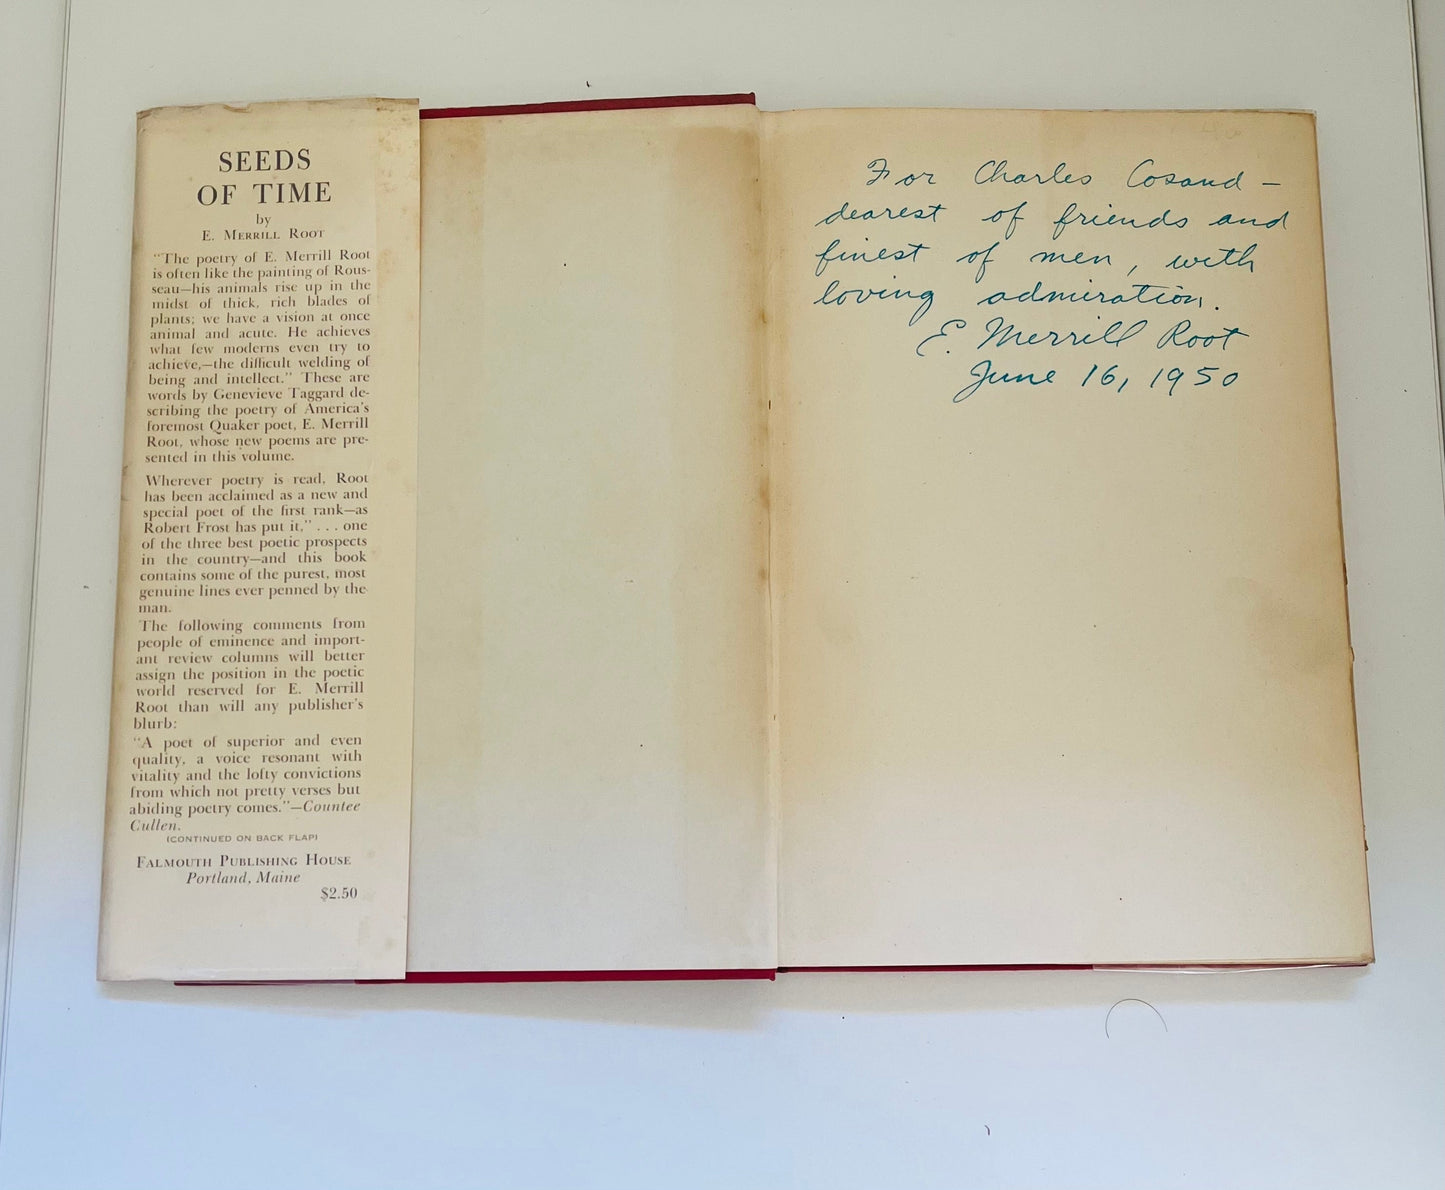 SEEDS
OF TIME
by
E. MERRILL ROOT
"The poetry of E. Merrill Root
is often like the painting of Rous-
seau—his animals rise up in the
midst of thick, rich blades of
plants; we have a vision at once
animal and acute. He achieves
what few moderns even try to
achieve,—the difficult welding of
being and intellect." These are
words by Genevieve Taggard de-
scribing the poetry of America's
foremost Quaker poet, E. Merrill
Root, whose new poems are pre-
sented in this volume.
Wherever poetry is read, Root
has been acclaimed as a new and
special poet of the first rank—as
Robert Frost has put it," . . . one
of the three best poetic prospects
in the country—and this book
contains some of the purest, most
genuine lines ever penned by the
man.
The following comments from
people of eminence and import-
ant review columns will better
assign the position in the poetic
world reserved for E. Merrill
Root than will any publisher's
blurb:
"A poet of superior and even
quality, a voice resonant with
vitality and the lofty convictions
from which not pretty verses but
abiding poetry comes."—Countee
Cullen.
(CONTINUED ON BACK FLAP)
FALMOUTH PUBLISHING HOUSE
Portland, Maine
$2.50
For Charles Cosand –
dearest of friends and
finest of men, with
loving admiration.
E. Merrill Root
June 16, 1950